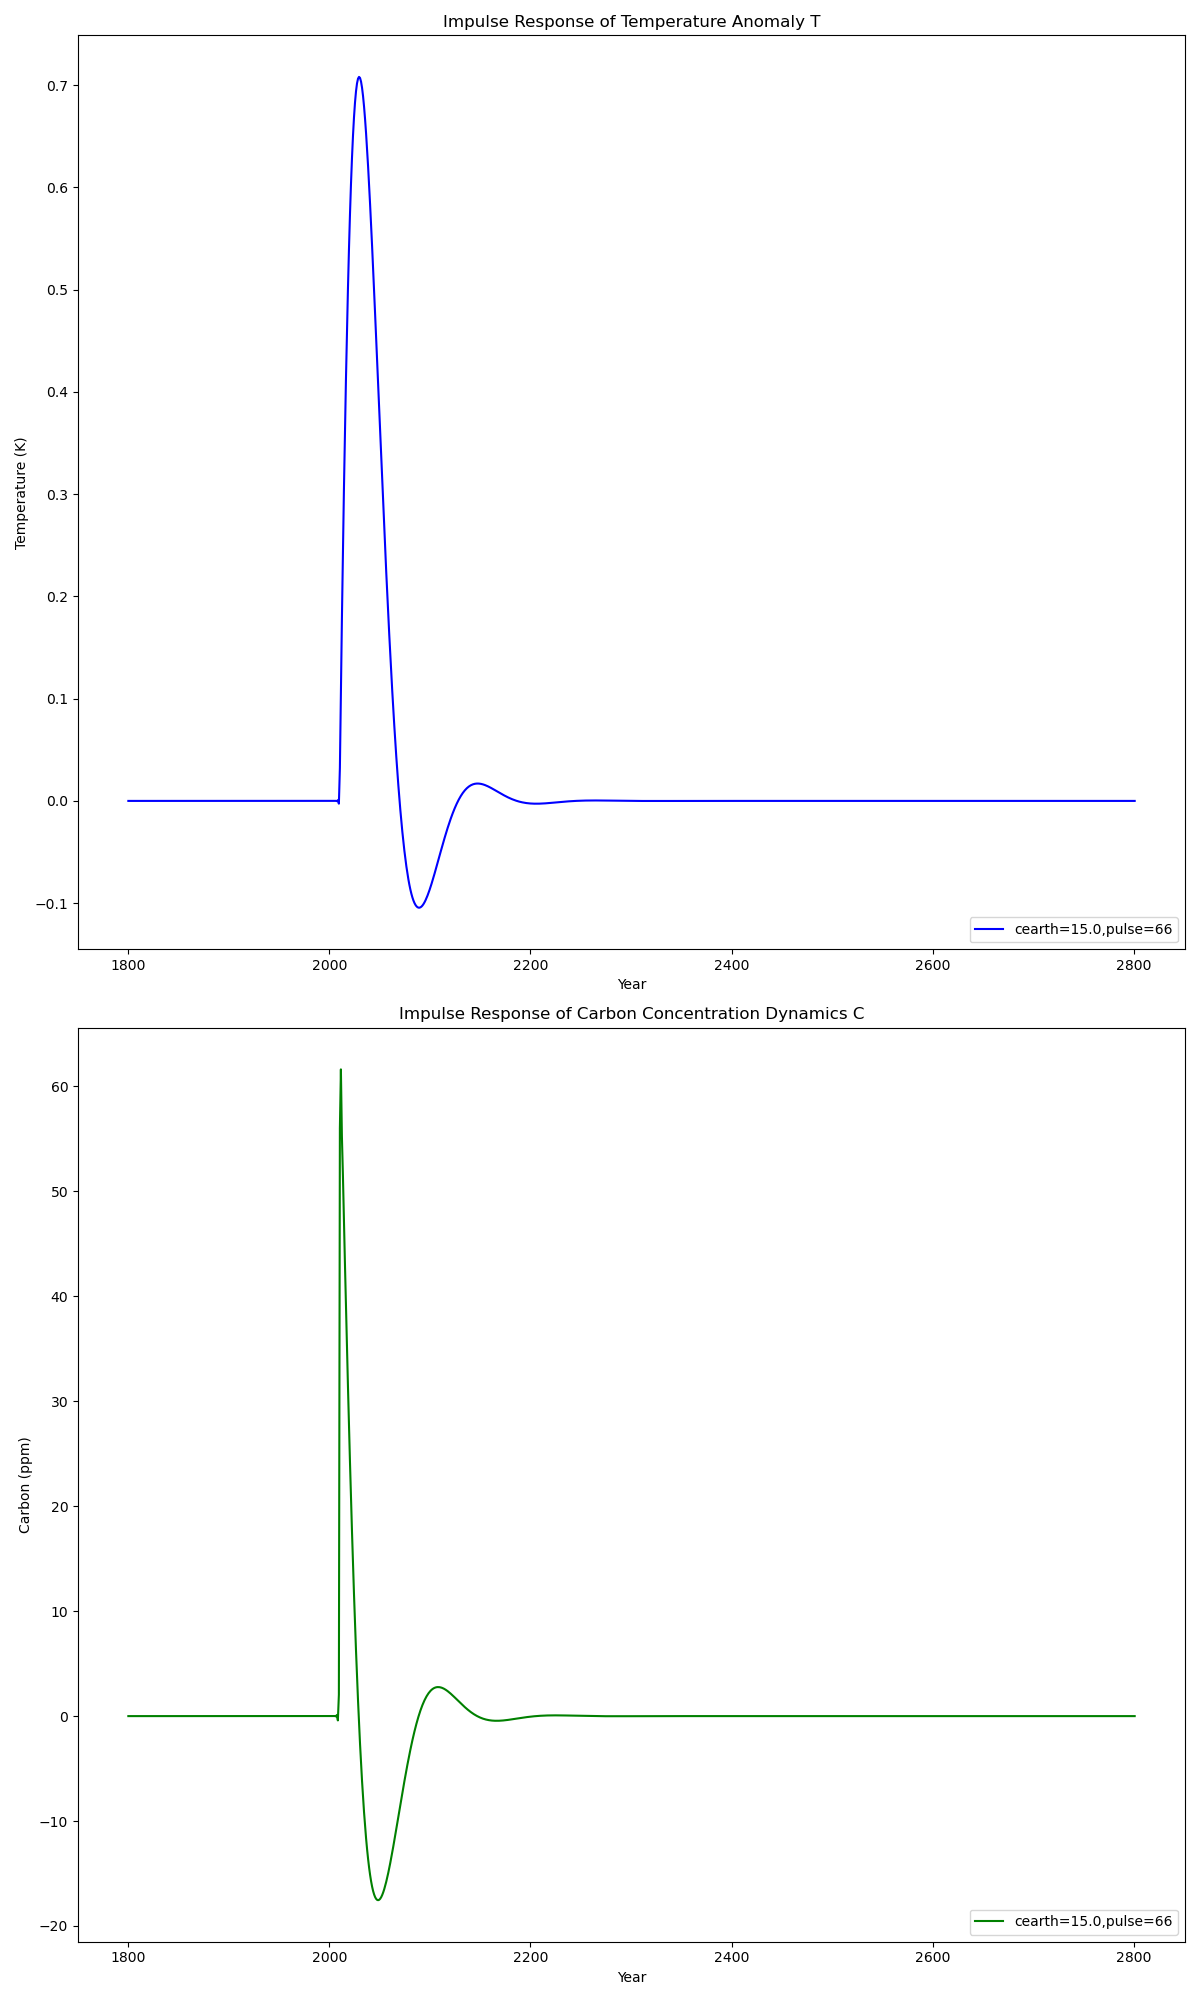 Impulse Response of Temperature Anomaly T
0.7
0.6
0.5
0.4
0.3
0.2
0.1
0.0
−0.1
Temperature (K)
cearth=15.0,pulse=66
1800 2000 2200 2400 2600 2800
Year
Impulse Response of Carbon Concentration Dynamics C
60
50
40
30
20
10
0
−10
−20
Carbon (ppm)
cearth=15.0,pulse=66
1800 2000 2200 2400 2600 2800
Year